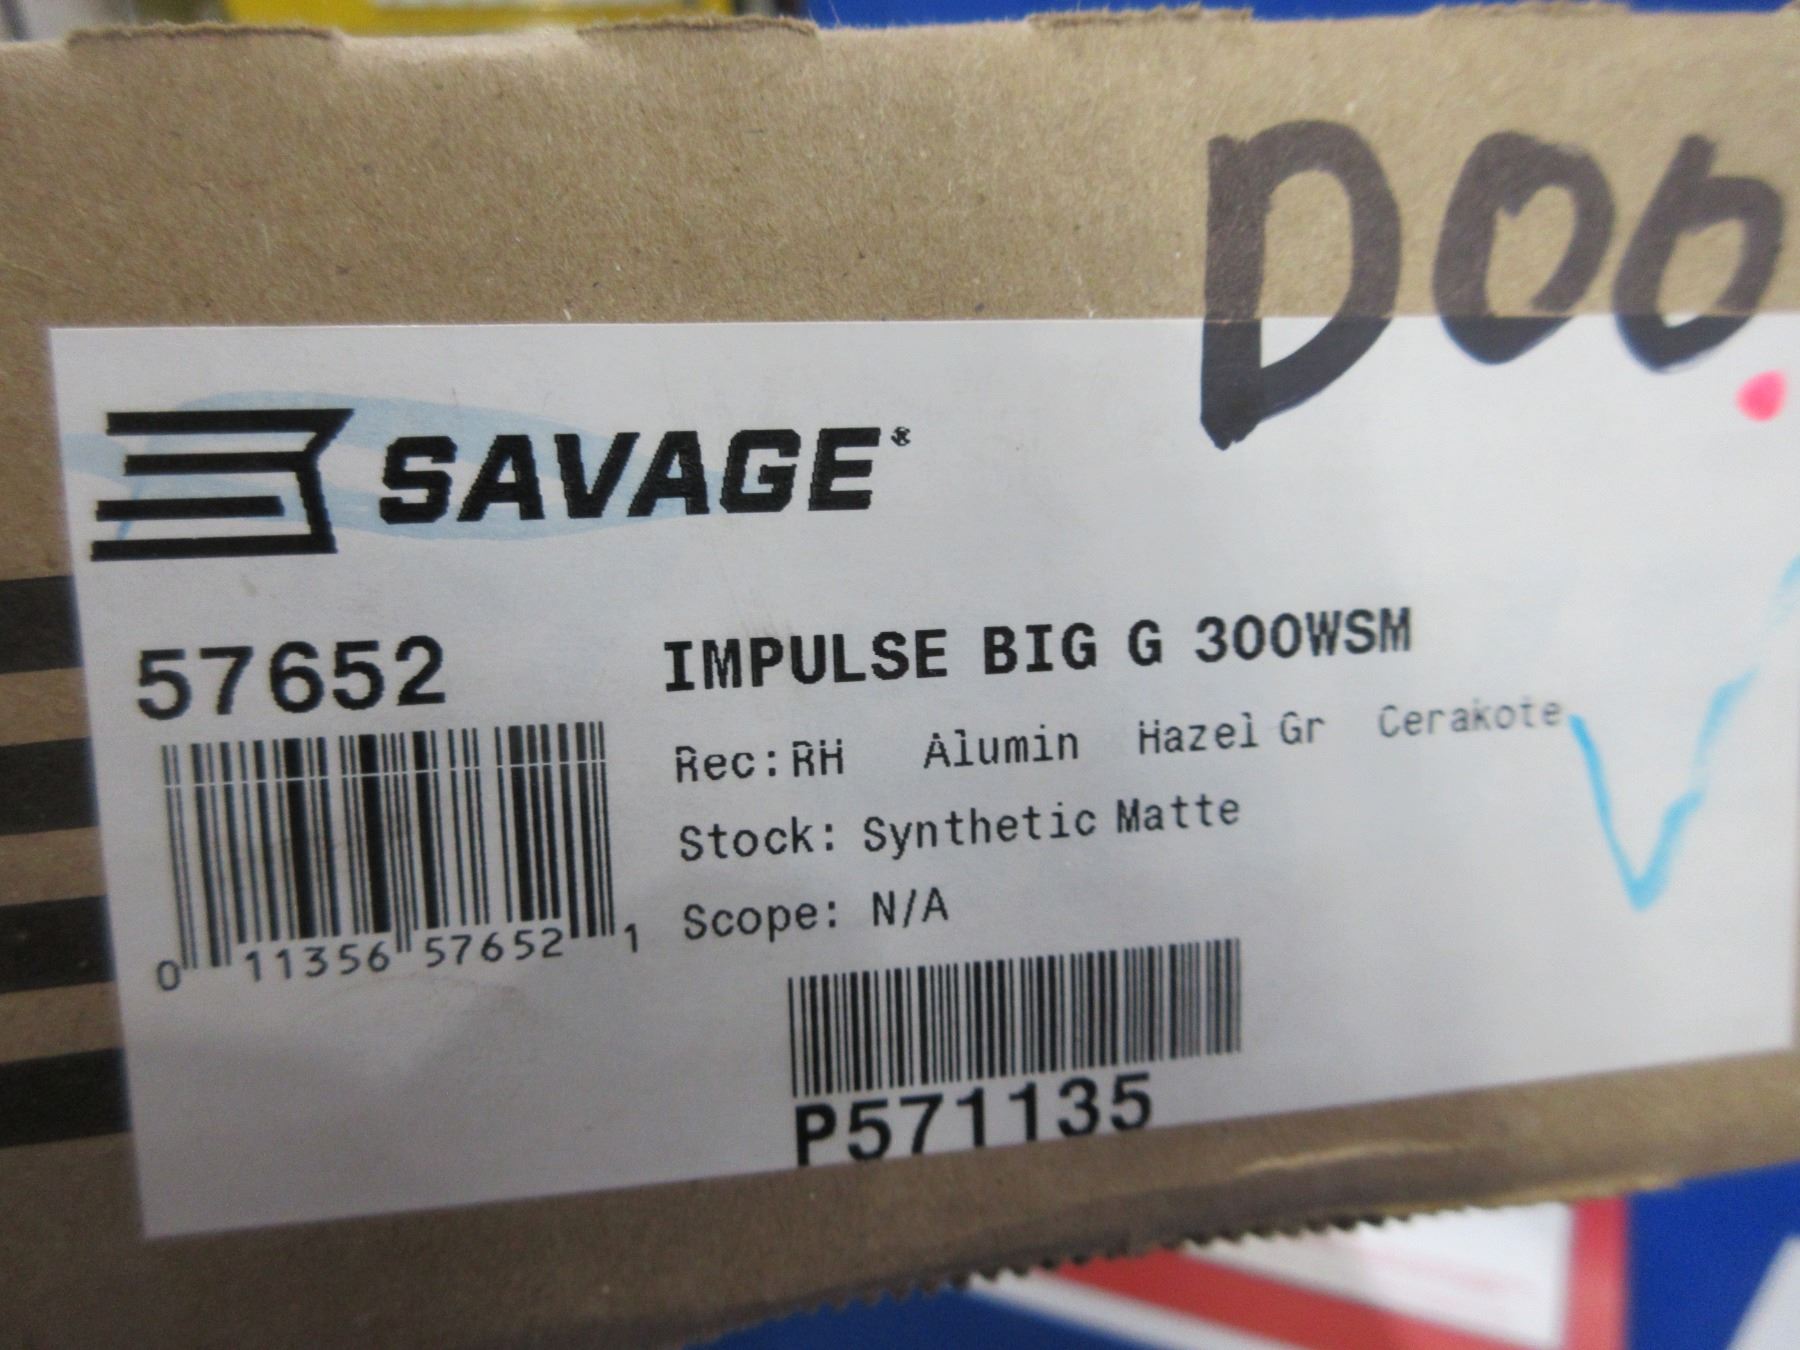 D06
SAVAGE®
57652
IMPULSE BIG G 300WSM
Rec:RH Alumin Hazel Gr Cerakote
Stock: Synthetic Matte
Scope: N/A
0 11356 57652 1
P571135